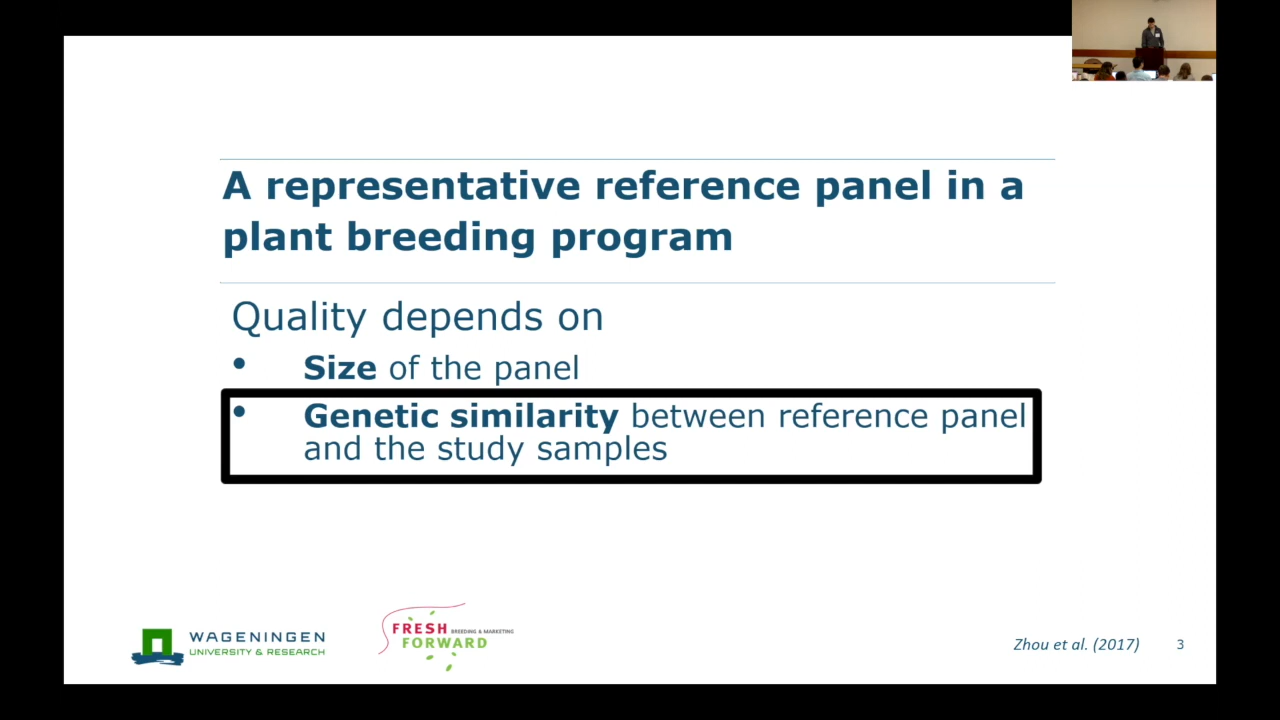 A representative reference panel in a
plant breeding program
Quality depends on
• Size of the panel
• Genetic similarity between reference panel
and the study samples
WAGENINGEN
UNIVERSITY & RESEARCH
FRESH BREEDING & MARKETING
FORWARD
Zhou et al. (2017) 3